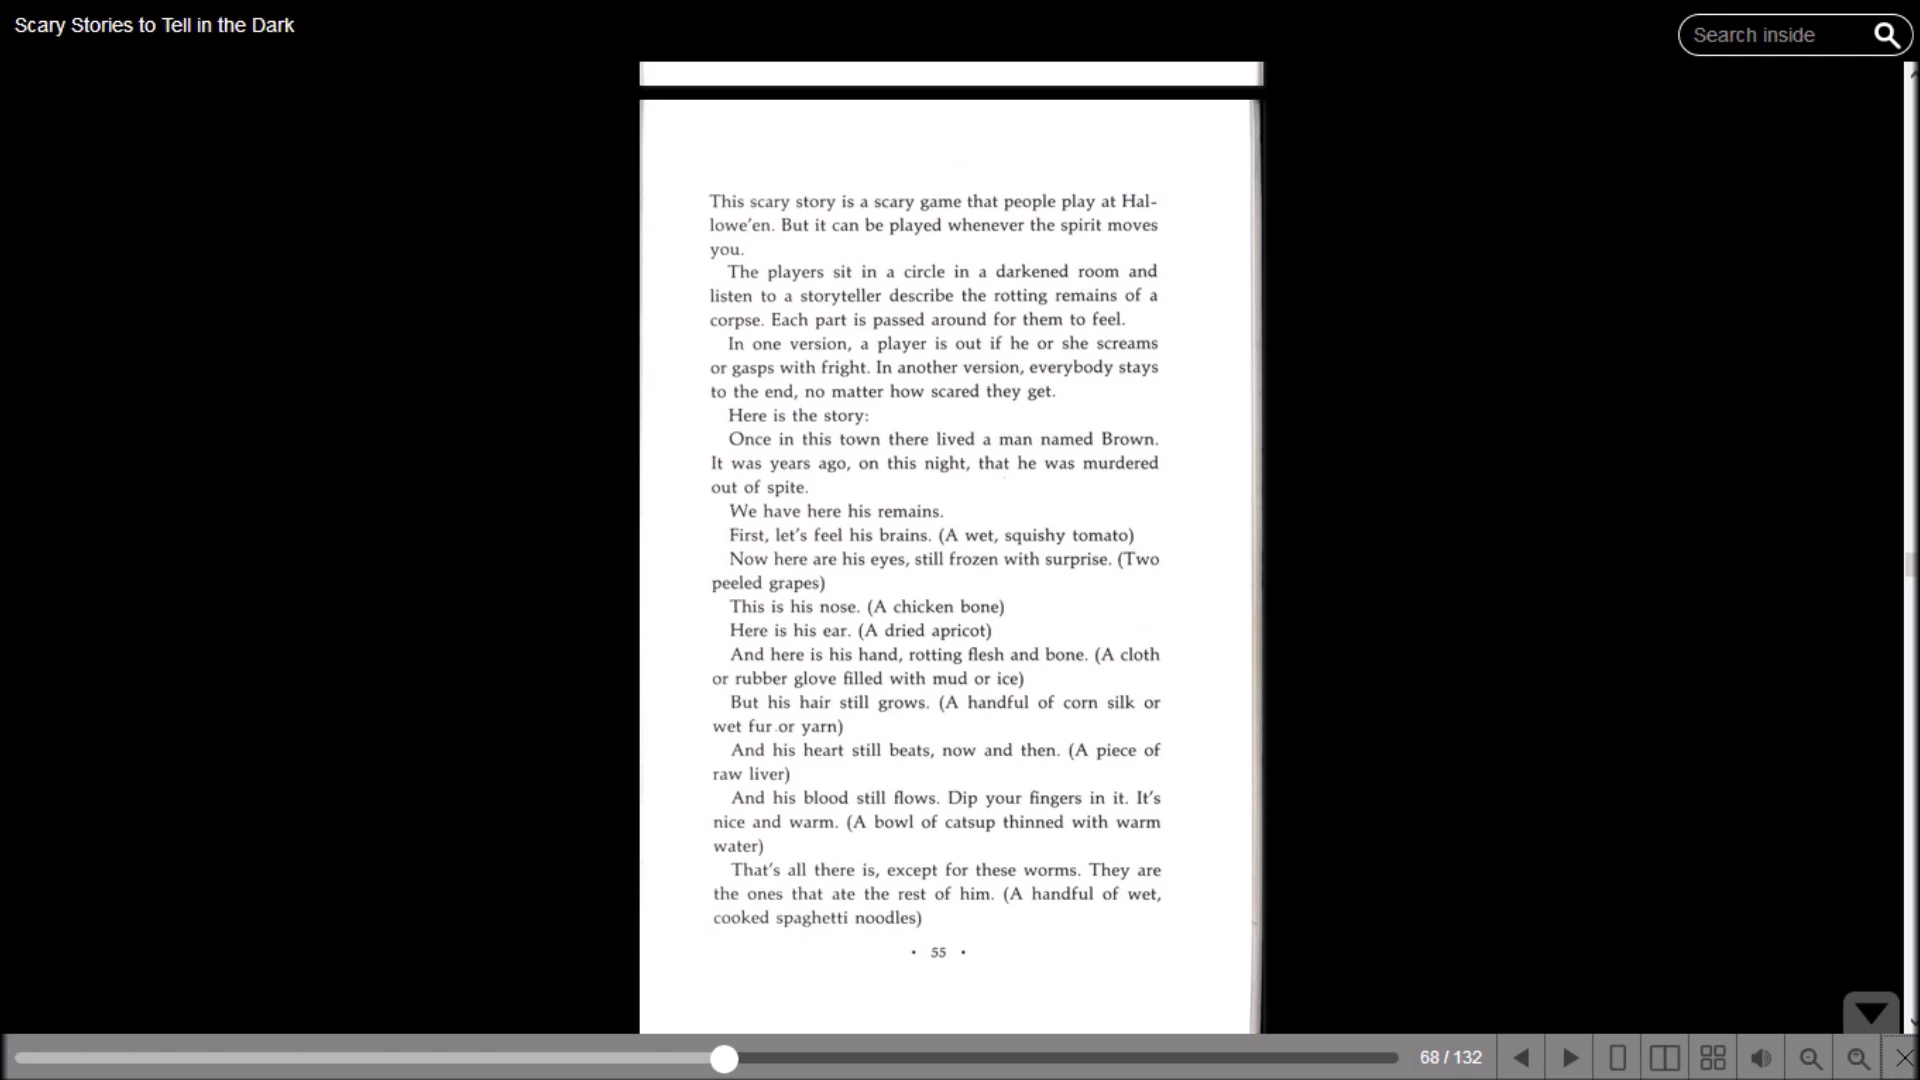 Scary Stories to Tell in the Dark
Search inside
This scary story is a scary game that people play at Hal-
lowe'en. But it can be played whenever the spirit moves
you.
The players sit in a circle in a darkened room and
listen to a storyteller describe the rotting remains of a
corpse. Each part is passed around for them to feel.
In one version, a player is out if he or she screams
or gasps with fright. In another version, everybody stays
to the end, no matter how scared they get.
Here is the story:
Once in this town there lived a man named Brown.
It was years ago, on this night, that he was murdered
out of spite.
We have here his remains.
First, let's feel his brains. (A wet, squishy tomato)
Now here are his eyes, still frozen with surprise. (Two
peeled grapes)
This is his nose. (A chicken bone)
Here is his ear. (A dried apricot)
And here is his hand, rotting flesh and bone. (A cloth
or rubber glove filled with mud or ice)
But his hair still grows. (A handful of corn silk or
wet fur or yarn)
And his heart still beats, now and then. (A piece of
raw liver)
And his blood still flows. Dip your fingers in it. It's
nice and warm. (A bowl of catsup thinned with warm
water)
That's all there is, except for these worms. They are
the ones that ate the rest of him. (A handful of wet,
cooked spaghetti noodles)
• 55 •
68 / 132